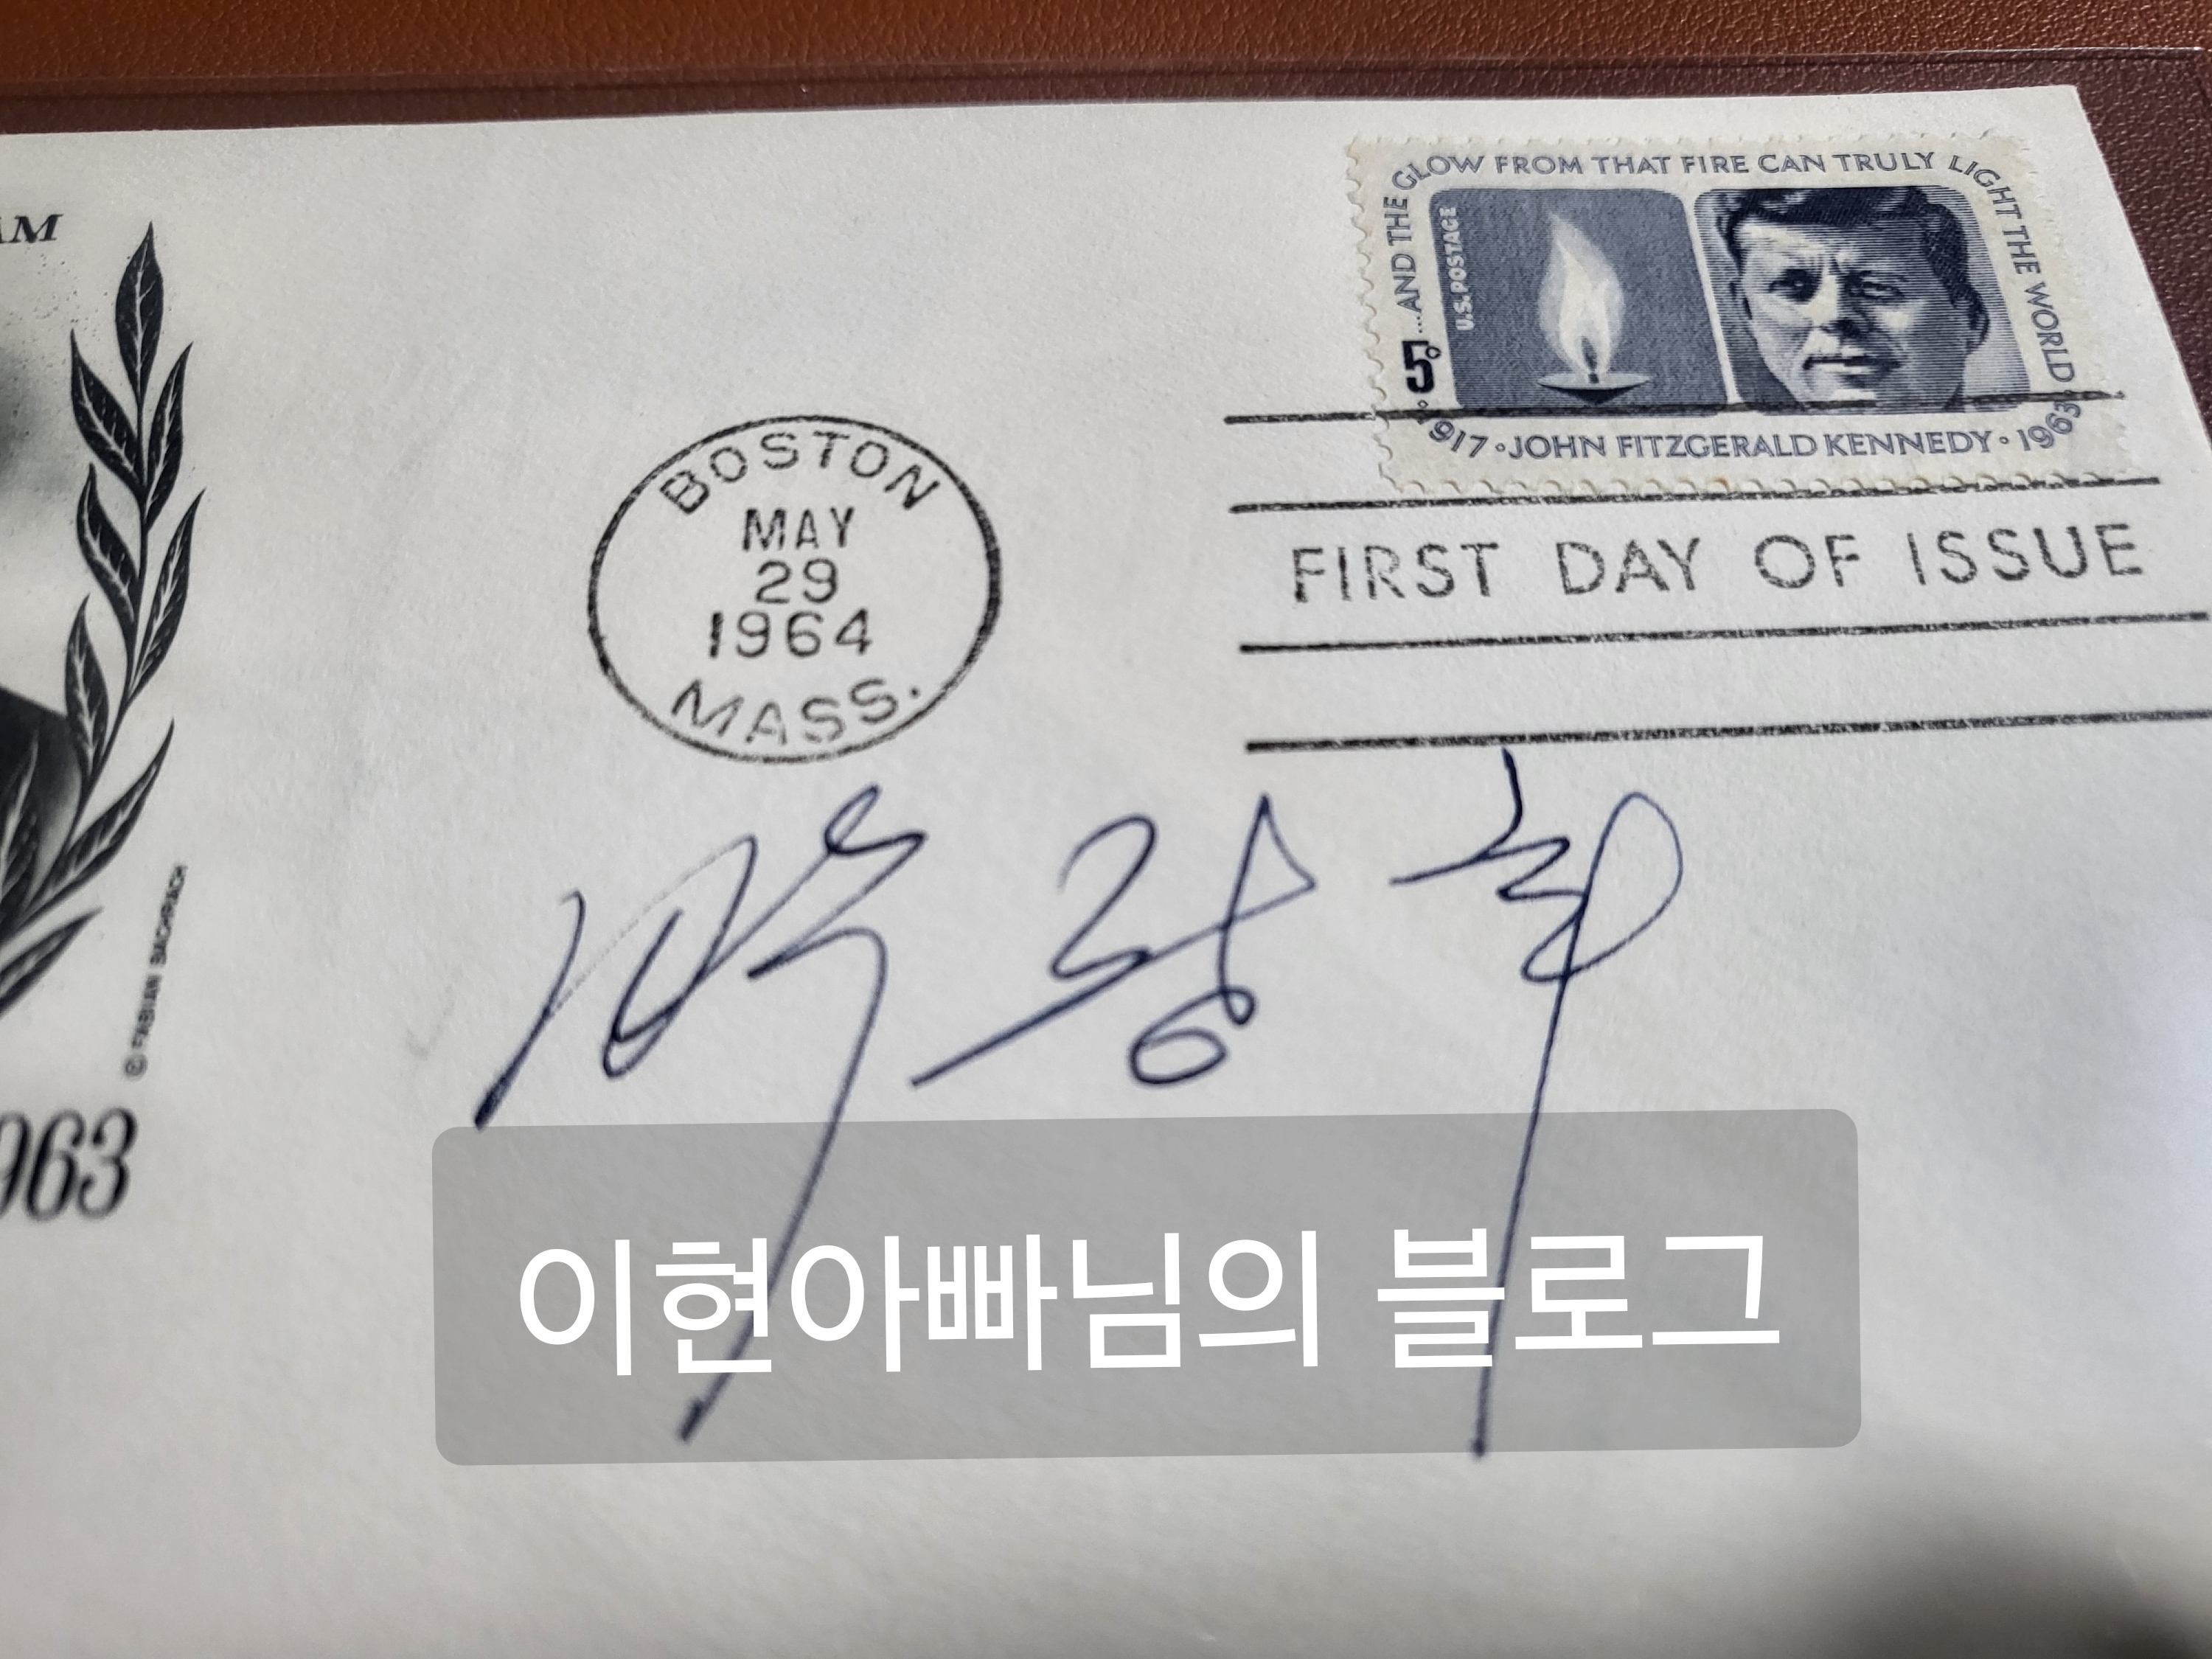 AM
...AND THE GLOW FROM THAT FIRE CAN TRULY LIGHT THE WORLD
U.S. POSTAGE
5¢
1917 • JOHN FITZGERALD KENNEDY • 1963
BOSTON
MAY
29
1964
MASS.
FIRST DAY OF ISSUE
© FABIAN BACHRACH
963
이현아빠님의 블로그